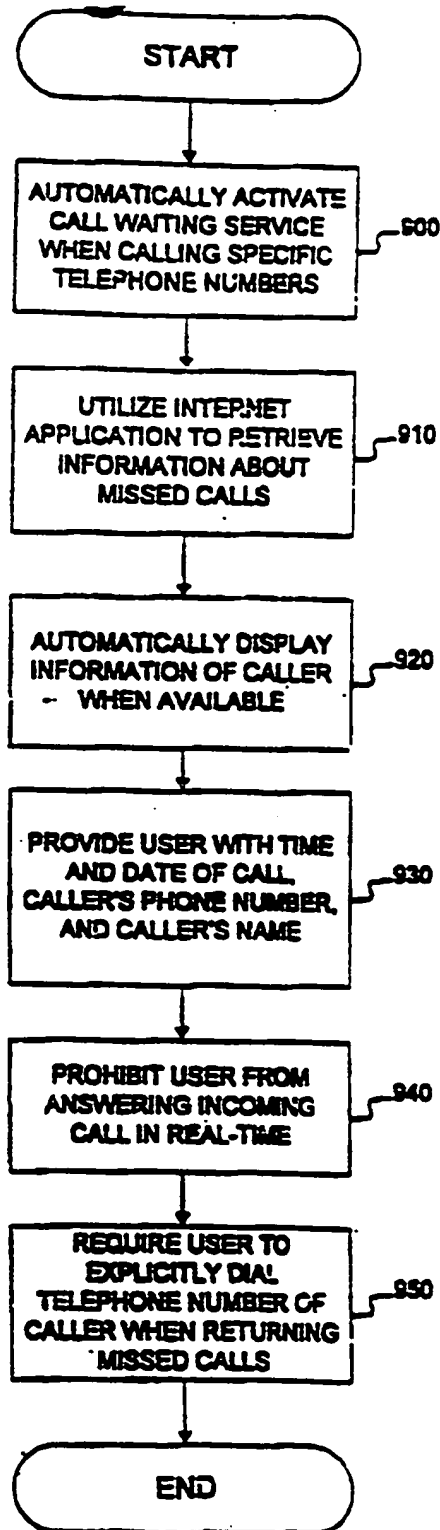 START
AUTOMATICALLY ACTIVATE
CALL WAITING SERVICE
WHEN CALLING SPECIFIC
TELEPHONE NUMBERS
900
UTILIZE INTERNET
APPLICATION TO RETRIEVE
INFORMATION ABOUT
MISSED CALLS
910
AUTOMATICALLY DISPLAY
INFORMATION OF CALLER
WHEN AVAILABLE
920
PROVIDE USER WITH TIME
AND DATE OF CALL,
CALLER'S PHONE NUMBER,
AND CALLER'S NAME
930
PROHIBIT USER FROM
ANSWERING INCOMING
CALL IN REAL-TIME
940
REQUIRE USER TO
EXPLICITLY DIAL
TELEPHONE NUMBER OF
CALLER WHEN RETURNING
MISSED CALLS
950
END